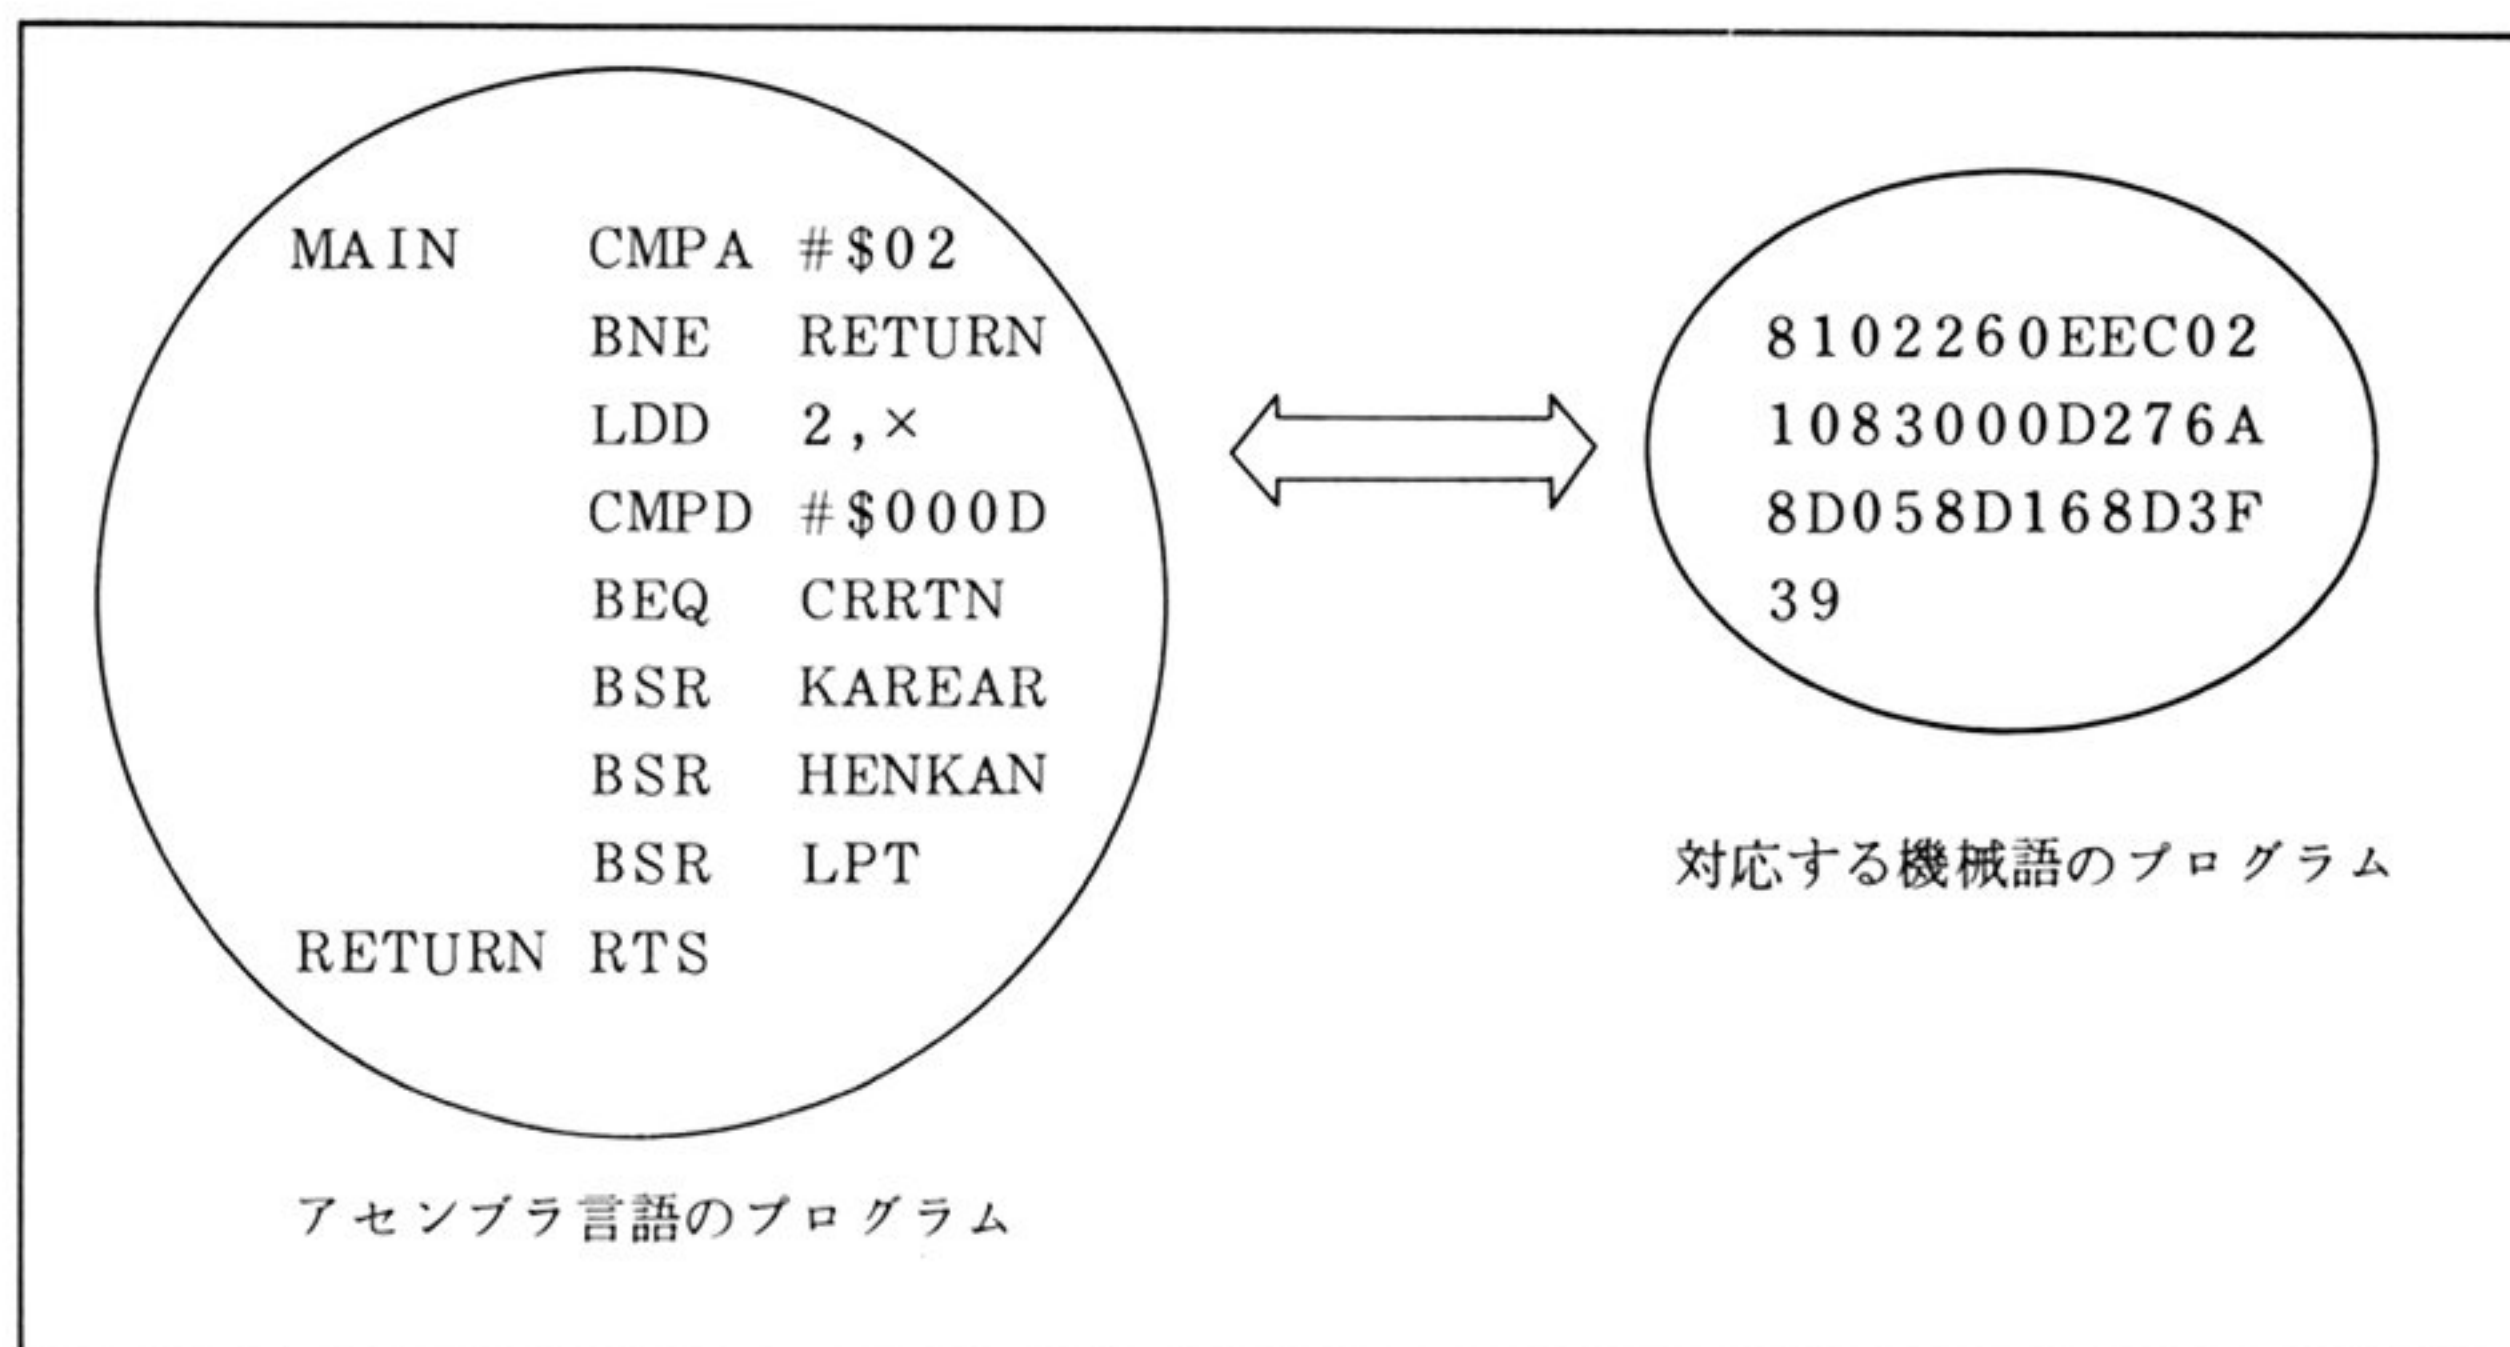 MAIN CMPA #$02
BNE RETURN
LDD 2,×
CMPD #$000D
BEQ CRRTN
BSR KAREAR
BSR HENKAN
BSR LPT
RETURN RTS
アセンブラ言語のプログラム
8102260EEC02
1083000D276A
8D058D168D3F
39
対応する機械語のプログラム